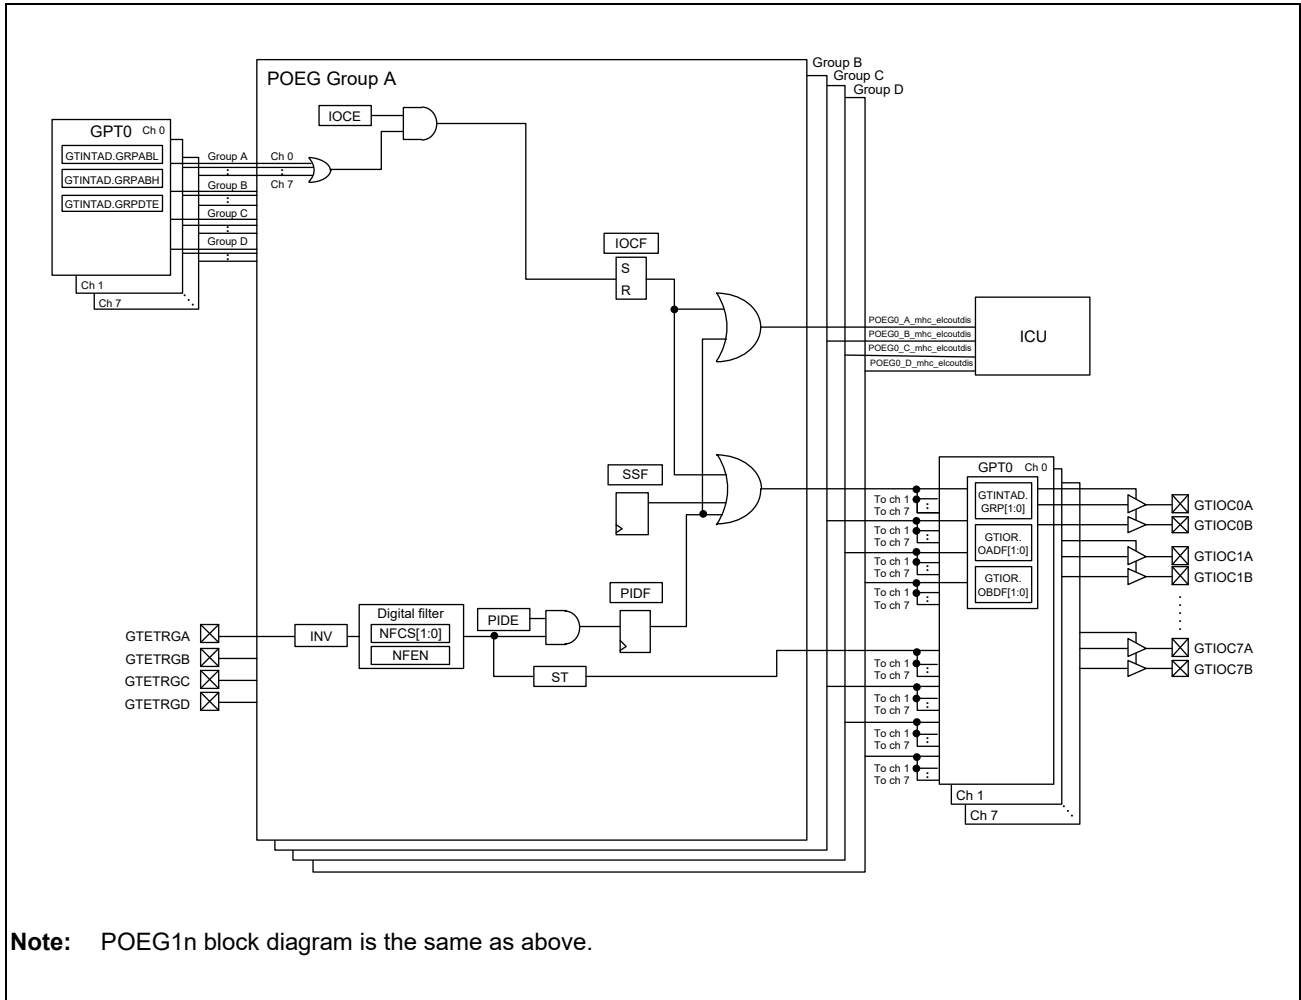 POEG Group A
Group B
Group C
Group D
IOCE
GPT0 Ch 0
GTINTAD.GRPABL
GTINTAD.GRPABH
GTINTAD.GRPDTE
Ch 1
Ch 7
Group A
Group B
Group C
Group D
Ch 0
Ch 7
IOCF
S
R
POEG0_A_mhc_elcoutdis
POEG0_B_mhc_elcoutdis
POEG0_C_mhc_elcoutdis
POEG0_D_mhc_elcoutdis
ICU
SSF
PIDF
GTETRGA
GTETRGB
GTETRGC
GTETRGD
INV
Digital filter
NFCS[1:0]
NFEN
PIDE
ST
To ch 1
To ch 7
To ch 1
To ch 7
To ch 1
To ch 7
To ch 1
To ch 7
To ch 1
To ch 7
To ch 1
To ch 7
To ch 1
To ch 7
To ch 1
To ch 7
GPT0 Ch 0
GTINTAD.
GRP[1:0]
GTIOR.
OADF[1:0]
GTIOR.
OBDF[1:0]
Ch 1
Ch 7
GTIOC0A
GTIOC0B
GTIOC1A
GTIOC1B
GTIOC7A
GTIOC7B
Note: POEG1n block diagram is the same as above.